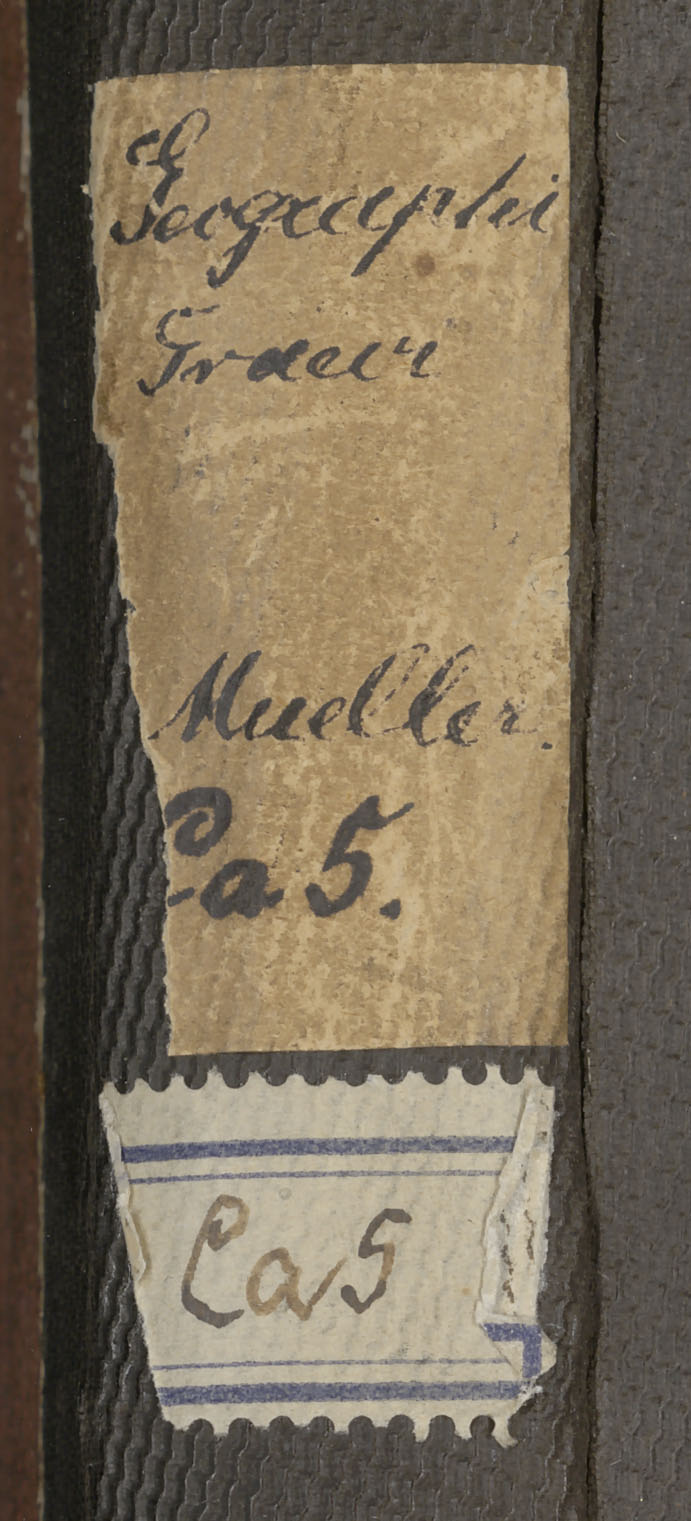 Geographi
Graeci
Mueller.
Ca 5.
Ca 5